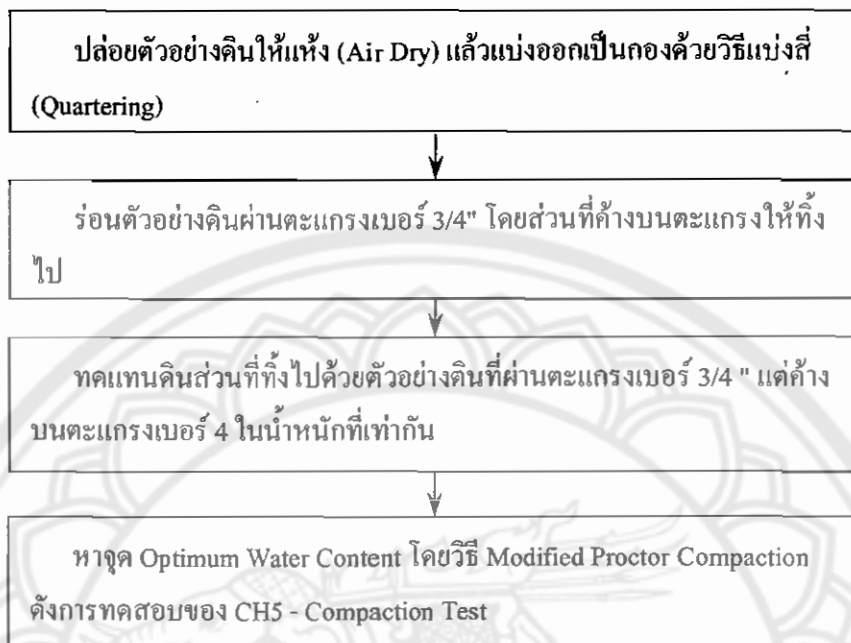 ปล่อยตัวอย่างดินให้แห้ง (Air Dry) แล้วแบ่งออกเป็นกองด้วยวิธีแบ่งสี่
(Quartering)
ร่อนตัวอย่างดินผ่านตะแกรงเบอร์ 3/4" โดยส่วนที่ค้างบนตะแกรงให้ทิ้ง
ไป
ทดแทนดินส่วนที่ทิ้งไปด้วยตัวอย่างดินที่ผ่านตะแกรงเบอร์ 3/4 " แต่ค้าง
บนตะแกรงเบอร์ 4 ในน้ำหนักที่เท่ากัน
หาจุด Optimum Water Content โดยวิธี Modified Proctor Compaction
ดังการทดสอบของ CH5 - Compaction Test